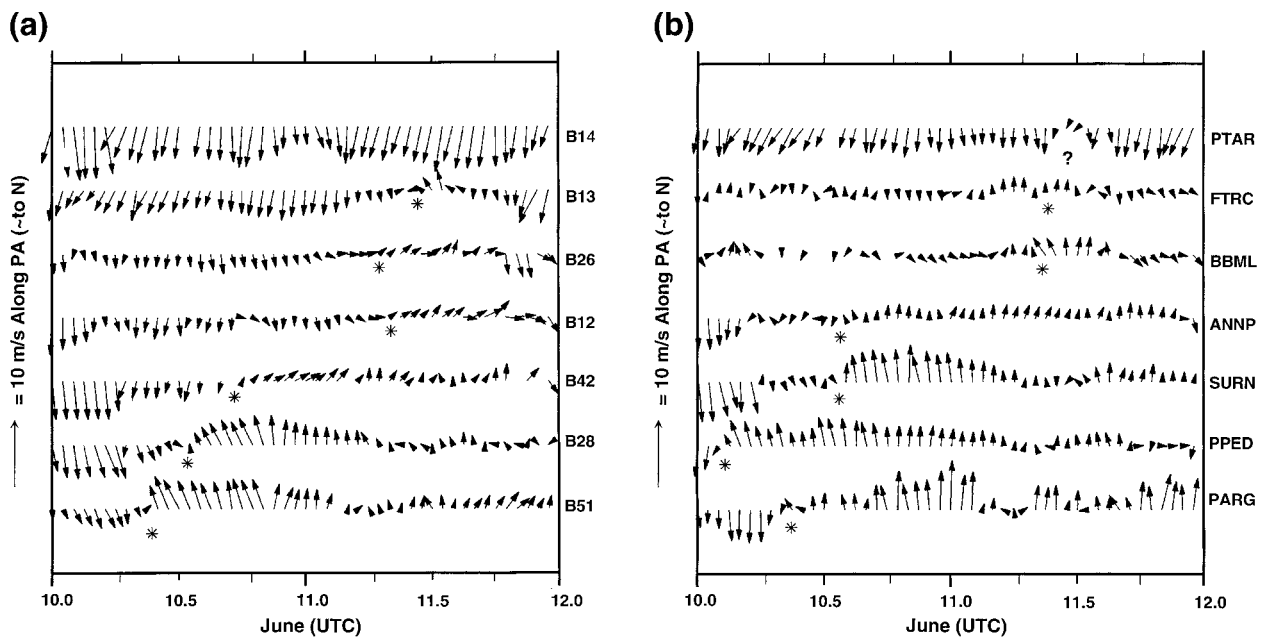 (a)
(b)
= 10 m/s Along PA (~to N)
B14
B13
*
B26
*
B12
*
B42
*
B28
*
B51
*
10.0
10.5
11.0
11.5
12.0
June (UTC)
= 10 m/s Along PA (~to N)
PTAR
?
FTRC
*
BBML
*
ANNP
*
SURN
*
PPED
*
PARG
*
10.0
10.5
11.0
11.5
12.0
June (UTC)